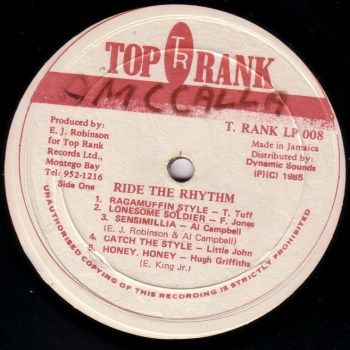 TOP TR RANK
OMCCALLA
T. RANK LP 008
Produced by:
E. J. Robinson
for Top Rank
Records Ltd.,
Montego Bay
Tel: 952-1216
Side One
Made in Jamaica
Distributed by:
Dynamic Sounds
(P)(C) 1985
RIDE THE RHYTHM
1. RAGAMUFFIN STYLE – T. Tuff
2. LONESOME SOLDIER – F. Jones
3. SENSIMILLIA – Al Campbell
(E. J. Robinson & Al Campbell)
4. CATCH THE STYLE – Little John
5. HONEY. HONEY – Hugh Griffiths
(E. King Jr.)
UNAUTHORISED COPYING OF THIS RECORDING IS STRICTLY PROHIBITED